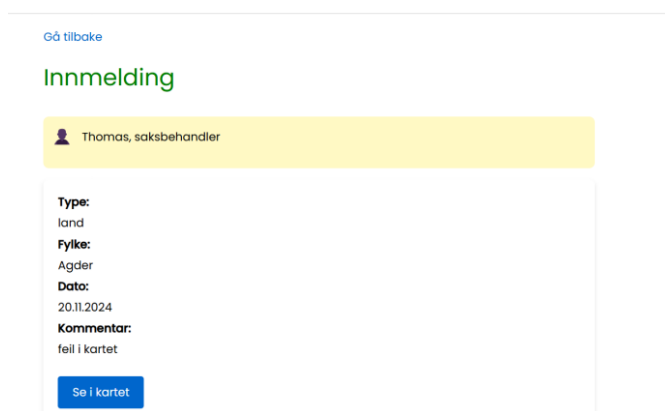 Gå tilbake
Innmelding
Thomas, saksbehandler
Type:
land
Fylke:
Agder
Dato:
20.11.2024
Kommentar:
feil i kartet
Se i kartet